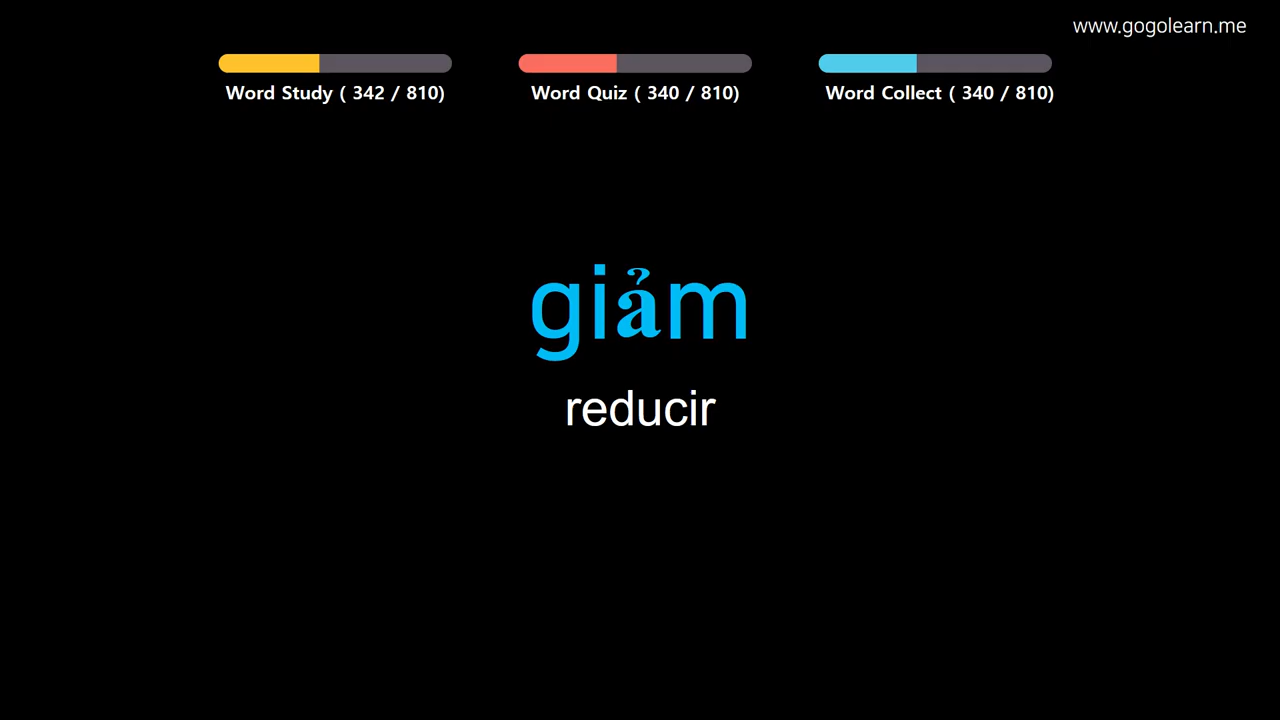 www.gogolearn.me
Word Study ( 342 / 810)
Word Quiz ( 340 / 810)
Word Collect ( 340 / 810)
giảm
reducir